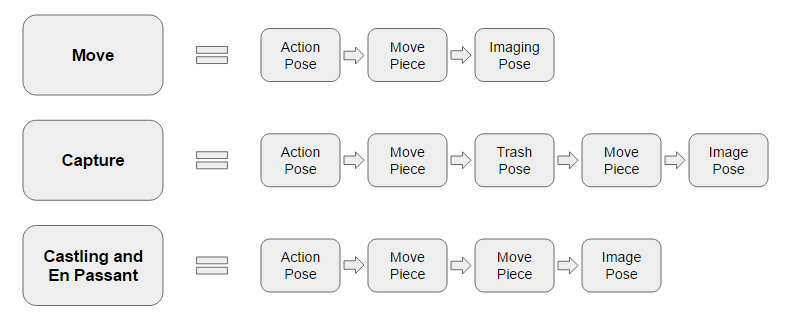 Move
Action
Pose
Move
Piece
Imaging
Pose
Capture
Action
Pose
Move
Piece
Trash
Pose
Move
Piece
Image
Pose
Castling and
En Passant
Action
Pose
Move
Piece
Move
Piece
Image
Pose